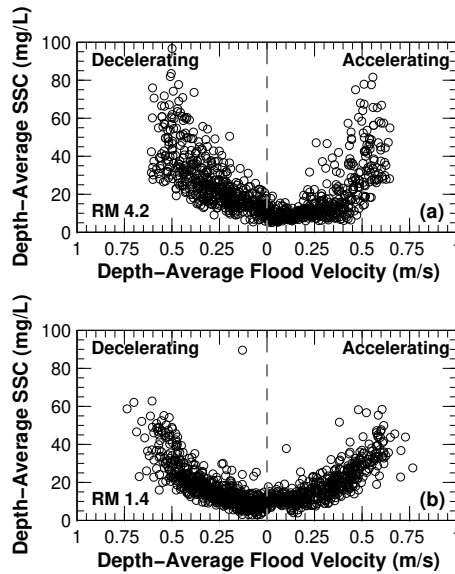 Depth−Average SSC (mg/L)
100
80
60
40
20
0
Decelerating
Accelerating
RM 4.2
(a)
1 0.75 0.5 0.25 0 0.25 0.5 0.75 1
Depth−Average Flood Velocity (m/s)
Depth−Average SSC (mg/L)
100
80
60
40
20
0
Decelerating
Accelerating
RM 1.4
(b)
1 0.75 0.5 0.25 0 0.25 0.5 0.75 1
Depth−Average Flood Velocity (m/s)